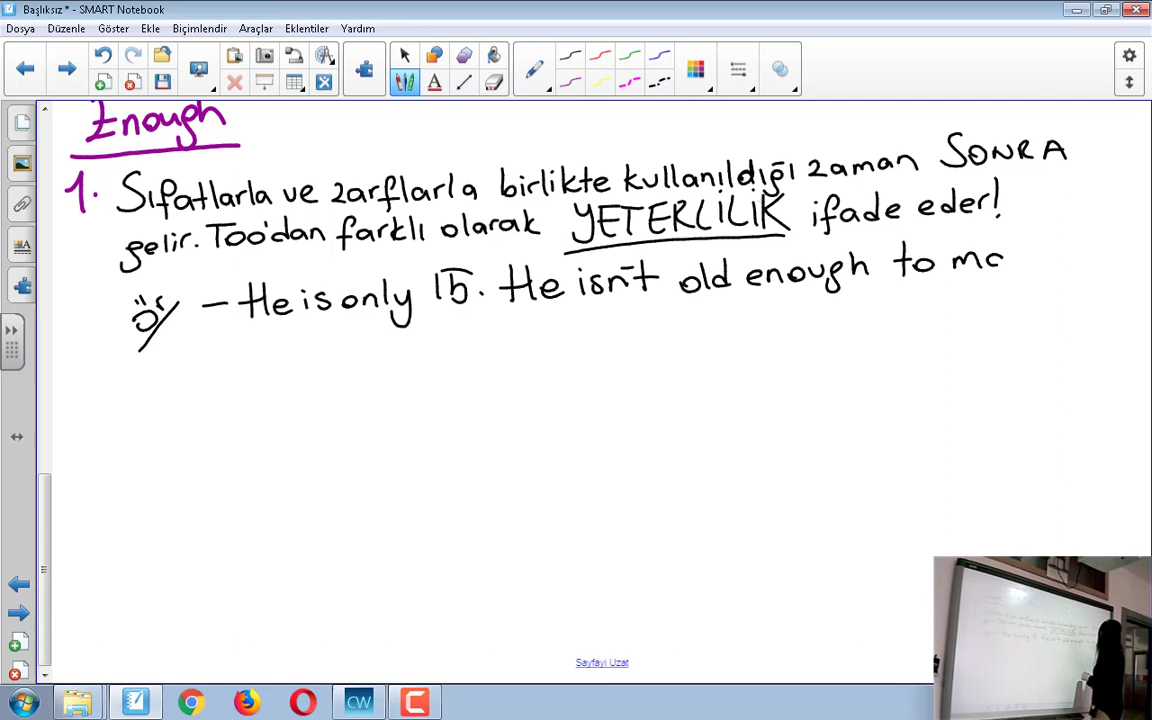 Başlıksız * - SMART Notebook
Dosya Düzenle Göster Ekle Biçimlendir Araçlar Eklentiler Yardım
Enough
1. Sıfatlarla ve zarflarla birlikte kullanıldığı zaman SONRA
gelir. Too'dan farklı olarak YETERLİLİK ifade eder!
ör/ - He is only 15. He isn't old enough to ma
Sayfayı Uzat
CW
C